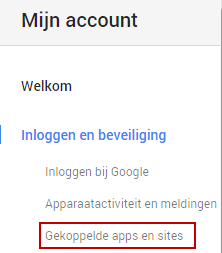 Mijn account
Welkom
Inloggen en beveiliging
Inloggen bij Google
Apparaatactiviteit en meldingen
Gekoppelde apps en sites